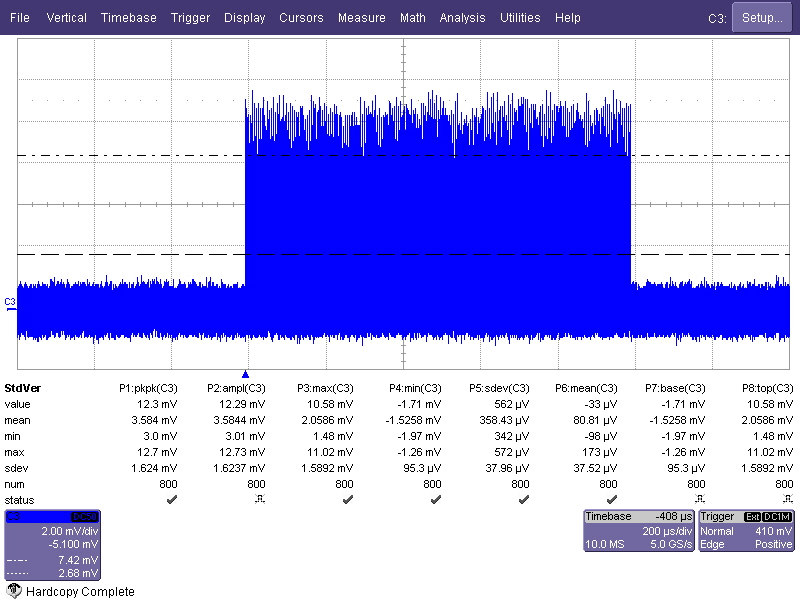 File Vertical Timebase Trigger Display Cursors Measure Math Analysis Utilities Help C3: Setup...
C3
StdVer P1:pkpk(C3) P2:ampl(C3) P3:max(C3) P4:min(C3) P5:sdev(C3) P6:mean(C3) P7:base(C3) P8:top(C3)
value 12.3 mV 12.29 mV 10.58 mV -1.71 mV 562 µV -33 µV -1.71 mV 10.58 mV
mean 3.584 mV 3.5844 mV 2.0586 mV -1.5258 mV 358.43 µV 80.81 µV -1.5258 mV 2.0586 mV
min 3.0 mV 3.01 mV 1.48 mV -1.97 mV 342 µV -98 µV -1.97 mV 1.48 mV
max 12.7 mV 12.73 mV 11.02 mV -1.26 mV 572 µV 173 µV -1.26 mV 11.02 mV
sdev 1.624 mV 1.6237 mV 1.5892 mV 95.3 µV 37.96 µV 37.52 µV 95.3 µV 1.5892 mV
num 800 800 800 800 800 800 800 800
status
C3 DC50
2.00 mV/div
-5.100 mV
7.42 mV
2.68 mV
Timebase -408 µs
200 µs/div
10.0 MS 5.0 GS/s
Trigger Ext DC1M
Normal 410 mV
Edge Positive
Hardcopy Complete